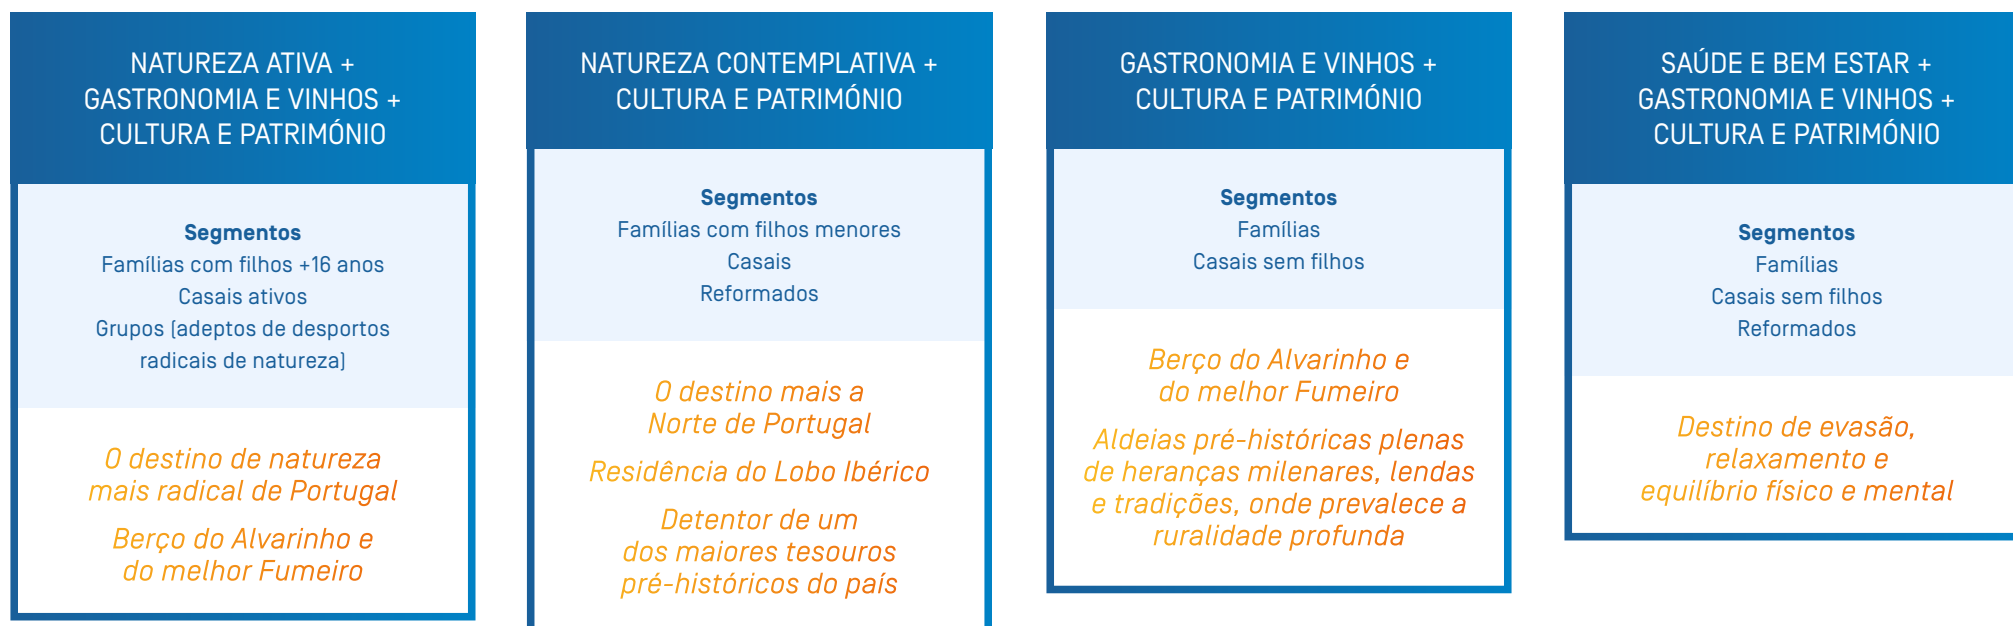 NATUREZA ATIVA +
GASTRONOMIA E VINHOS +
CULTURA E PATRIMÓNIO
Segmentos
Famílias com filhos +16 anos
Casais ativos
Grupos (adeptos de desportos
radicais de natureza)
O destino de natureza
mais radical de Portugal
Berço do Alvarinho e
do melhor Fumeiro
NATUREZA CONTEMPLATIVA +
CULTURA E PATRIMÓNIO
Segmentos
Famílias com filhos menores
Casais
Reformados
O destino mais a
Norte de Portugal
Residência do Lobo Ibérico
Detentor de um
dos maiores tesouros
pré-históricos do país
GASTRONOMIA E VINHOS +
CULTURA E PATRIMÓNIO
Segmentos
Famílias
Casais sem filhos
Berço do Alvarinho e
do melhor Fumeiro
Aldeias pré-históricas plenas
de heranças milenares, lendas
e tradições, onde prevalece a
ruralidade profunda
SAÚDE E BEM ESTAR +
GASTRONOMIA E VINHOS +
CULTURA E PATRIMÓNIO
Segmentos
Famílias
Casais sem filhos
Reformados
Destino de evasão,
relaxamento e
equilíbrio físico e mental